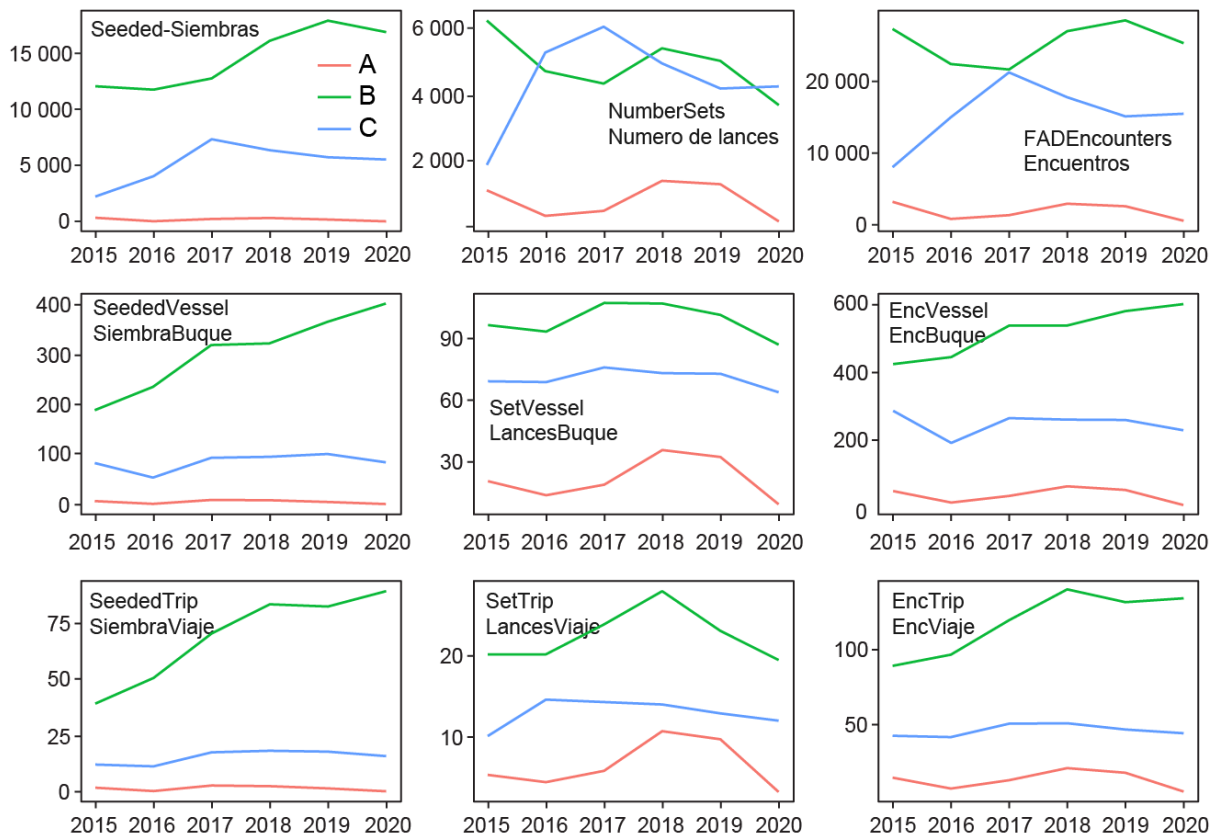 Seeded-Siembras
15 000
10 000
5 000
0
A
B
C
2015 2016 2017 2018 2019 2020
6 000
4 000
2 000
NumberSets
Numero de lances
2015 2016 2017 2018 2019 2020
20 000
10 000
0
FADEncounters
Encuentros
2015 2016 2017 2018 2019 2020
400
300
200
100
0
SeededVessel
SiembraBuque
2015 2016 2017 2018 2019 2020
90
60
30
SetVessel
LancesBuque
2015 2016 2017 2018 2019 2020
600
400
200
0
EncVessel
EncBuque
2015 2016 2017 2018 2019 2020
75
50
25
0
SeededTrip
SiembraViaje
2015 2016 2017 2018 2019 2020
20
10
SetTrip
LancesViaje
2015 2016 2017 2018 2019 2020
100
50
EncTrip
EncViaje
2015 2016 2017 2018 2019 2020